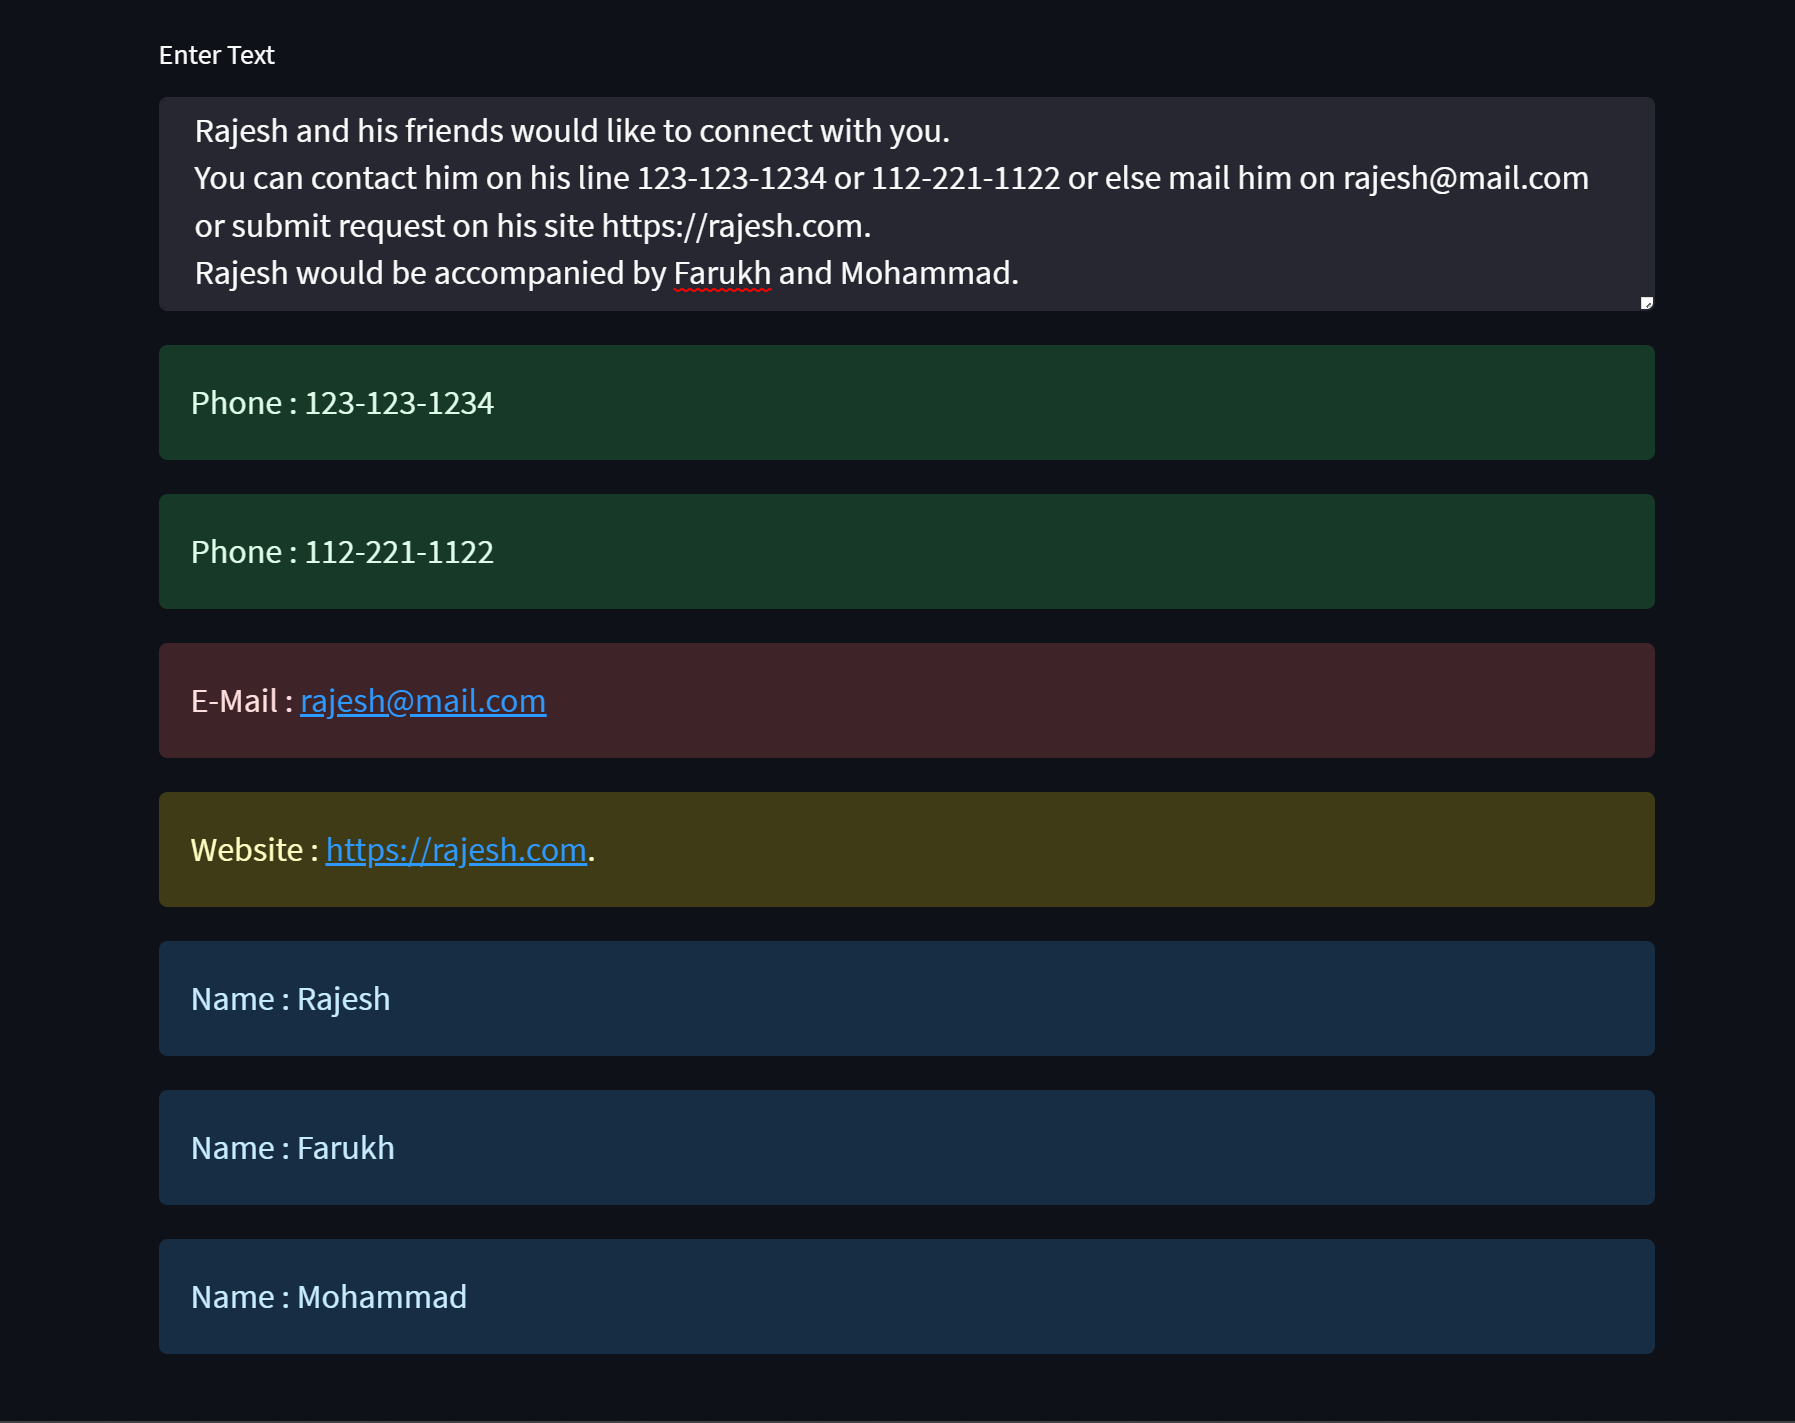 Enter Text
Rajesh and his friends would like to connect with you.
You can contact him on his line 123-123-1234 or 112-221-1122 or else mail him on rajesh@mail.com
or submit request on his site https://rajesh.com.
Rajesh would be accompanied by Farukh and Mohammad.
Phone : 123-123-1234
Phone : 112-221-1122
E-Mail : rajesh@mail.com
Website : https://rajesh.com.
Name : Rajesh
Name : Farukh
Name : Mohammad